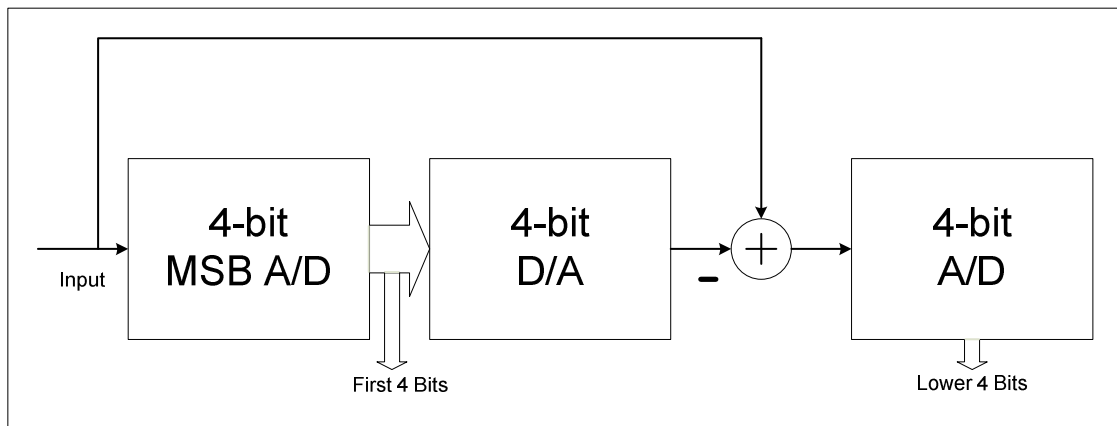 4-bit
MSB A/D
4-bit
D/A
4-bit
A/D
Input
First 4 Bits
Lower 4 Bits
+
-